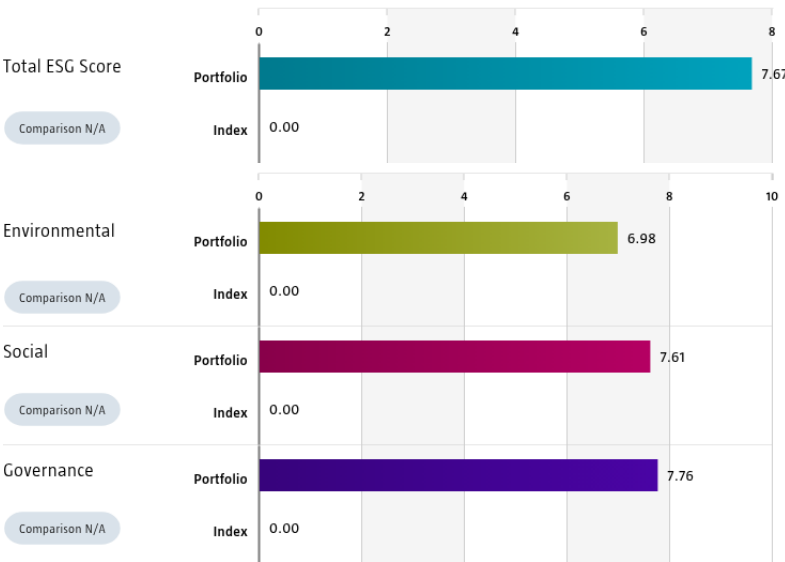 0 2 4 6 8
Total ESG Score
Portfolio 7.67
Comparison N/A
Index 0.00
0 2 4 6 8 10
Environmental
Portfolio 6.98
Comparison N/A
Index 0.00
Social
Portfolio 7.61
Comparison N/A
Index 0.00
Governance
Portfolio 7.76
Comparison N/A
Index 0.00